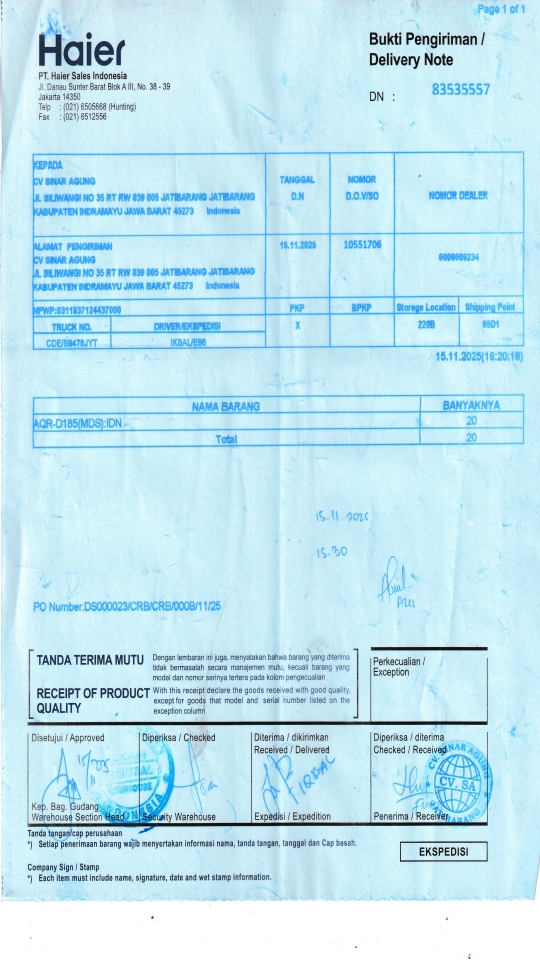 Page 1 of 1
Haier
Bukti Pengiriman /
Delivery Note
DN : 83535557
PT. Haier Sales Indonesia
Jl. Danau Sunter Barat Blok A III, No. 38 - 39
Jakarta 14350
Telp : (021) 6505668 (Hunting)
Fax : (021) 6512556
KEPADA
CV SINAR AGUNG
JL SILIWANGI NO 35 RT RW 039 005 JATIBARANG JATIBARANG
KABUPATEN INDRAMAYU JAWA BARAT 45273 Indonesia
TANGGAL
D.N
NOMOR
D.O.V/SO
NOMOR DEALER
ALAMAT PENGIRIMAN
CV SINAR AGUNG
JL SILIWANGI NO 35 RT RW 039 005 JATIBARANG JATIBARANG
KABUPATEN INDRAMAYU JAWA BARAT 45273 Indonesia
15.11.2025
10551706
NPWP:0311837124437000
PKP
BPKP
Storege Location
Shipping Point
TRUCK NO.
DRIVER/EKSPEDISI
X
220B
95D1
CDE/B9476JYT
15.11.2025(16:20;18)
NAMA BARANG
BANYAKNYA
AQR-D185(MDS):IDN
20
Total
20
15.11.2025
15.30
PO Number:DS000023/CRB/CRB/000B/11/25
TANDA TERIMA MUTU
Dengan lembaran ini juga, menyatakan bahwa barang yang diterima
tidak bermasalah secara manajemen mutu, kecuali barang yang
model dan nomor serinya tertera pada kolom pengecualian
RECEIPT OF PRODUCT
QUALITY
With this receipt declare the goods received with good quality,
except for goods that model and serial number listed on the
exception column
Perkecualian /
Exception
Disetujui / Approved
Diperiksa / Checked
Diterima / dikirimkan
Received / Delivered
Diperiksa / diterima
Checked / Received
IQBAL
CV. SINAR AGUNG
CV. SA
JATIBARANG
INDONESIA
Kep. Bag. Gudang
Warehouse Section Head
Security Warehouse
Expedisi / Expedition
Penerima / Receiver
Tanda tangan/cap perusahaan
*) Setiap penerimaan barang wajib menyertakan informasi nama, tanda tangan, tanggal dan Cap basah.
EKSPEDISI
Company Sign / Stamp
*) Each item must include name, signature, date and wet stamp information.